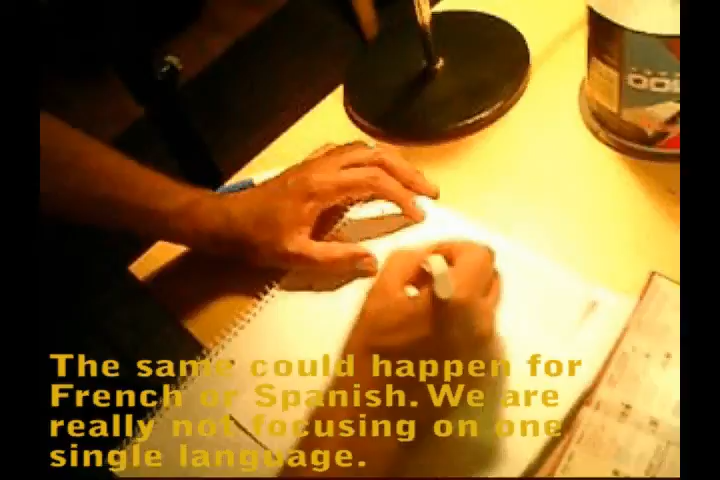 The same could happen for
French or Spanish. We are
really not focusing on one
single language.